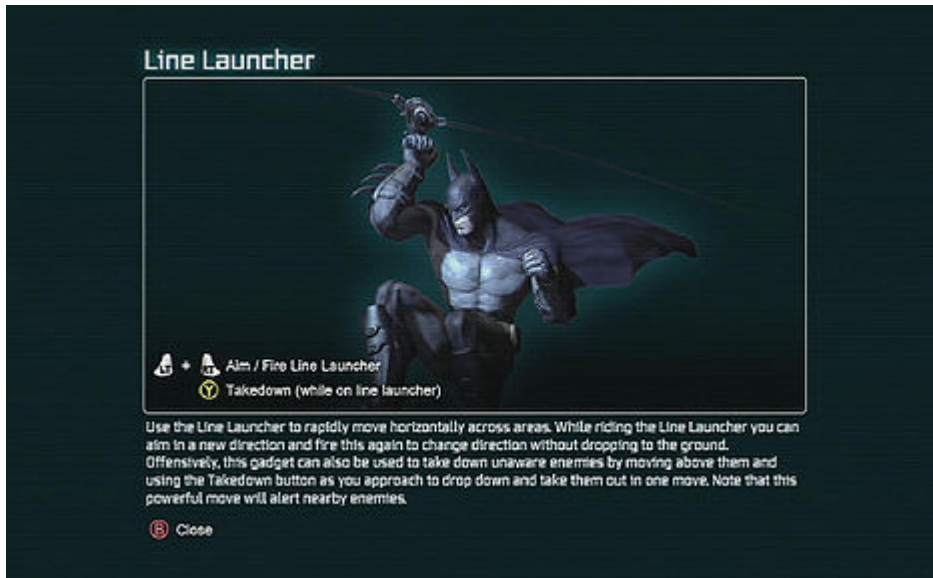 Line Launcher
LT + RT Aim / Fire Line Launcher
Y Takedown (while on line launcher)
Use the Line Launcher to rapidly move horizontally across areas. While riding the Line Launcher you can
aim in a new direction and fire this again to change direction without dropping to the ground.
Offensively, this gadget can also be used to take down unaware enemies by moving above them and
using the Takedown button as you approach to drop down and take them out in one move. Note that this
powerful move will alert nearby enemies.
B Close